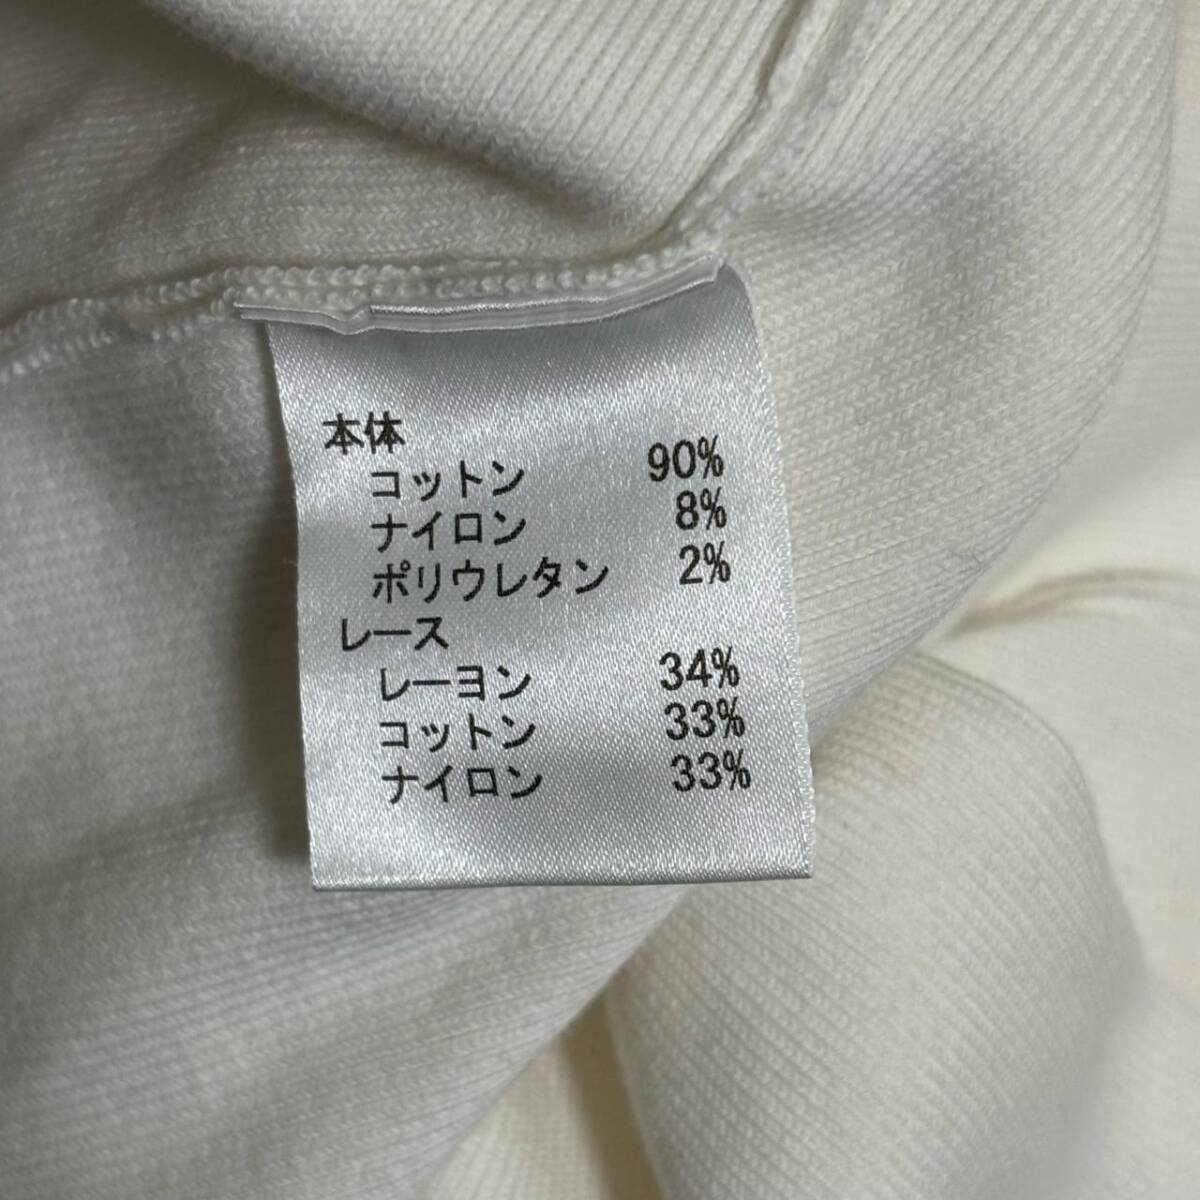 本体
コットン 90%
ナイロン 8%
ポリウレタン 2%
レース
レーヨン 34%
コットン 33%
ナイロン 33%